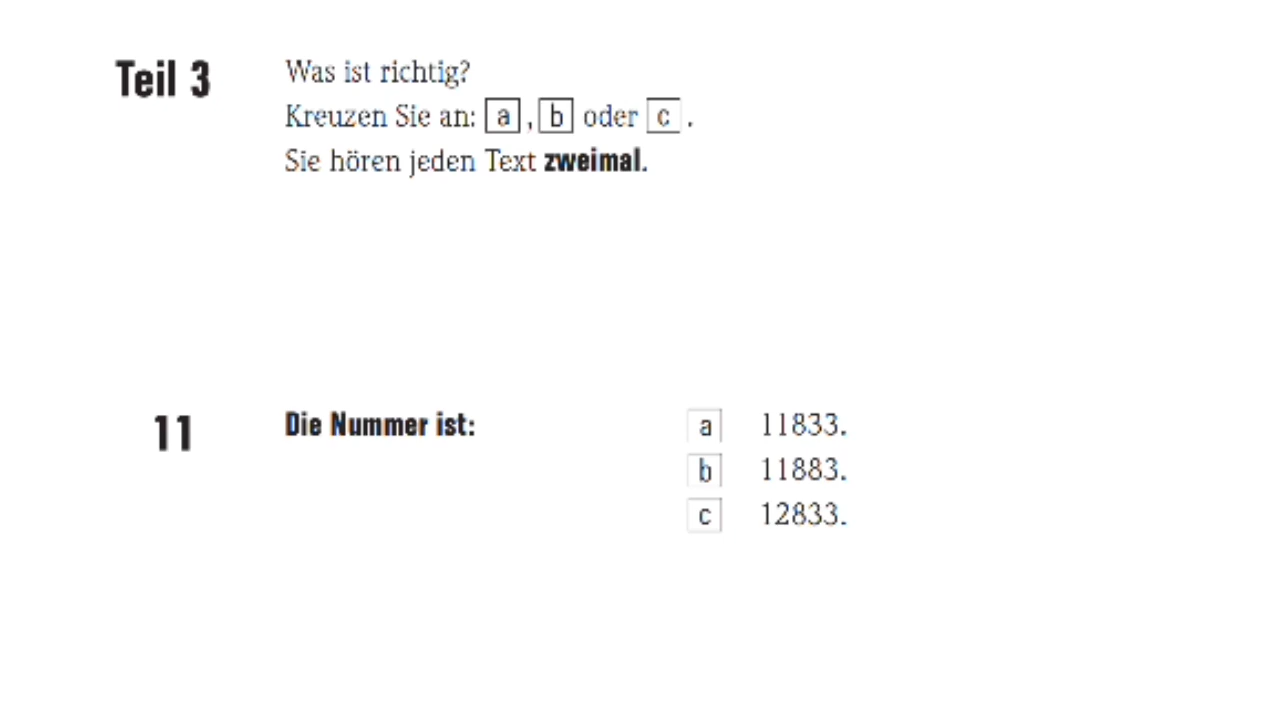 Teil 3
Was ist richtig?
Kreuzen Sie an: a , b oder c .
Sie hören jeden Text zweimal.
11 Die Nummer ist: a 11833.
b 11883.
c 12833.